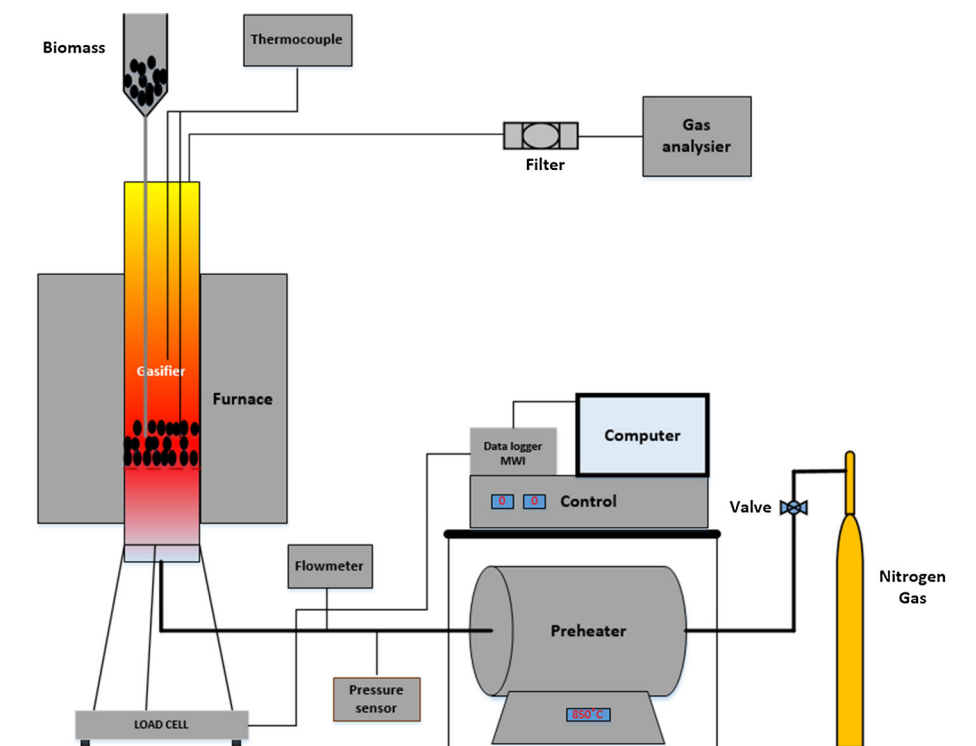 Biomass
Thermocouple
Gas
analysier
Filter
Gasifier
Furnace
Computer
Data logger
MWI
0
0
Control
Valve
Flowmeter
Nitrogen
Gas
Preheater
Pressure
sensor
850°C
LOAD CELL